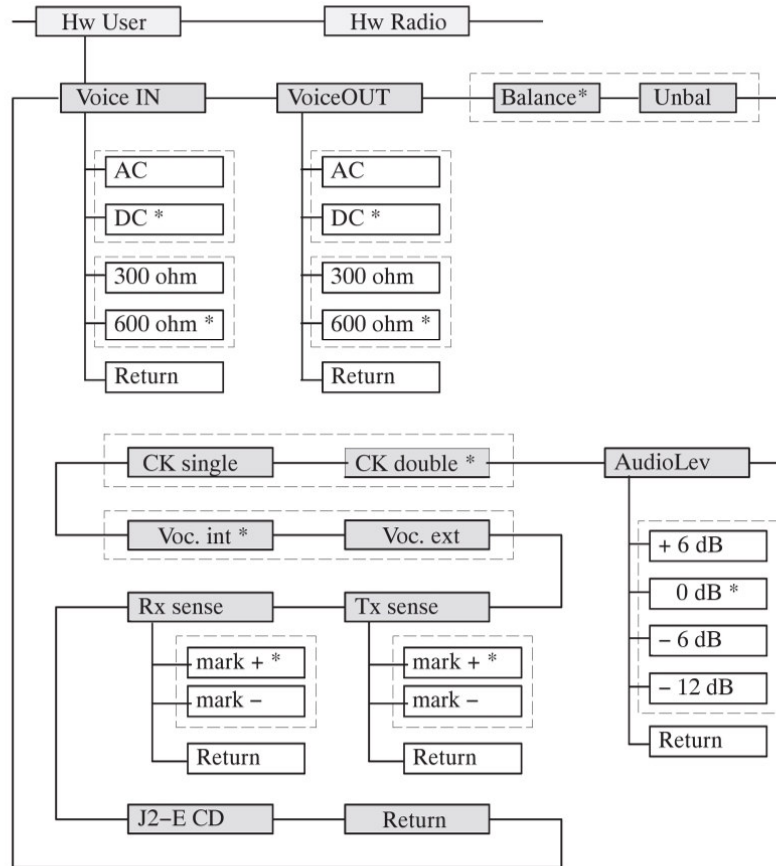 Hw User Hw Radio
Voice IN VoiceOUT Balance* Unbal
AC AC
DC * DC *
300 ohm 300 ohm
600 ohm * 600 ohm *
Return Return
CK single CK double * AudioLev
Voc. int * Voc. ext
+ 6 dB
0 dB *
− 6 dB
− 12 dB
Return
Rx sense Tx sense
mark + * mark + *
mark − mark −
Return Return
J2−E CD Return